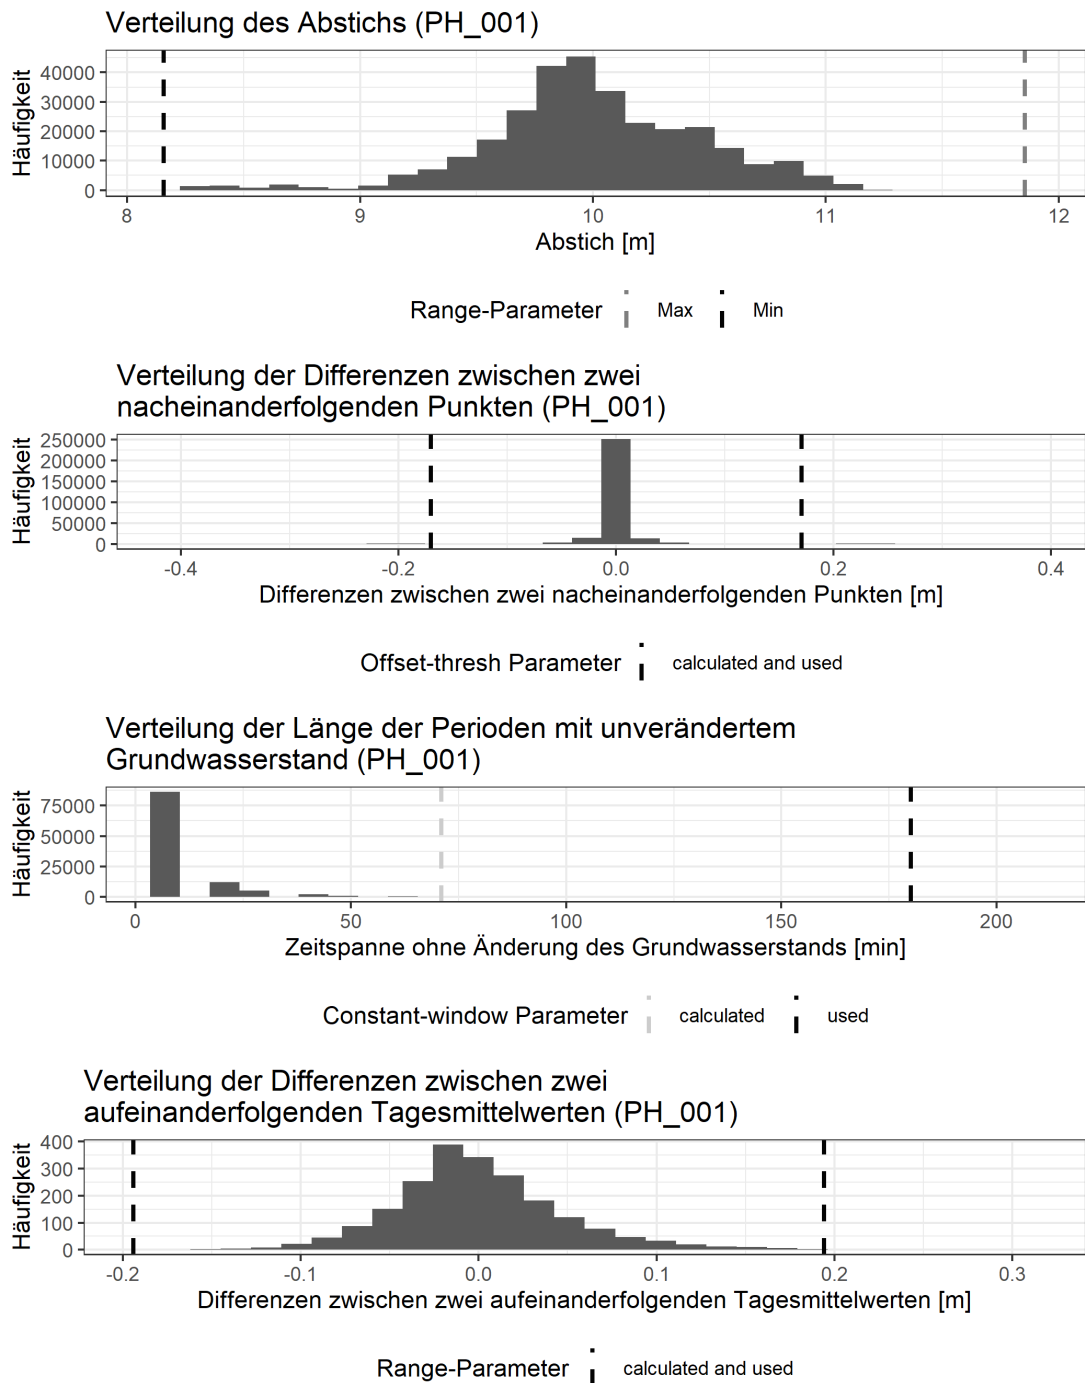 Verteilung des Abstichs (PH_001)
Häufigkeit
40000
30000
20000
10000
0
8
9
10
11
12
Abstich [m]
Range-Parameter Max Min
Verteilung der Differenzen zwischen zwei
nacheinanderfolgenden Punkten (PH_001)
Häufigkeit
250000
200000
150000
100000
50000
0
-0.4
-0.2
0.0
0.2
0.4
Differenzen zwischen zwei nacheinanderfolgenden Punkten [m]
Offset-thresh Parameter calculated and used
Verteilung der Länge der Perioden mit unverändertem
Grundwasserstand (PH_001)
Häufigkeit
75000
50000
25000
0
0
50
100
150
200
Zeitspanne ohne Änderung des Grundwasserstands [min]
Constant-window Parameter calculated used
Verteilung der Differenzen zwischen zwei
aufeinanderfolgenden Tagesmittelwerten (PH_001)
Häufigkeit
400
300
200
100
0
-0.2
-0.1
0.0
0.1
0.2
0.3
Differenzen zwischen zwei aufeinanderfolgenden Tagesmittelwerten [m]
Range-Parameter calculated and used